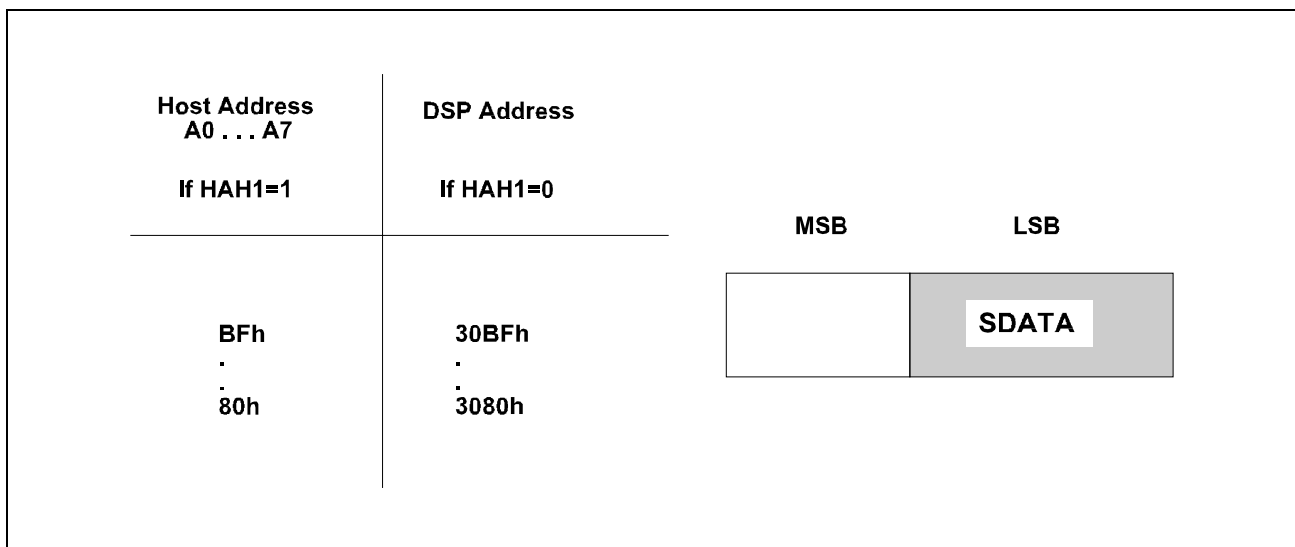 Host Address
A0 . . . A7
If HAH1=1
BFh
.
.
80h
DSP Address
If HAH1=0
30BFh
.
.
3080h
MSB
LSB
SDATA